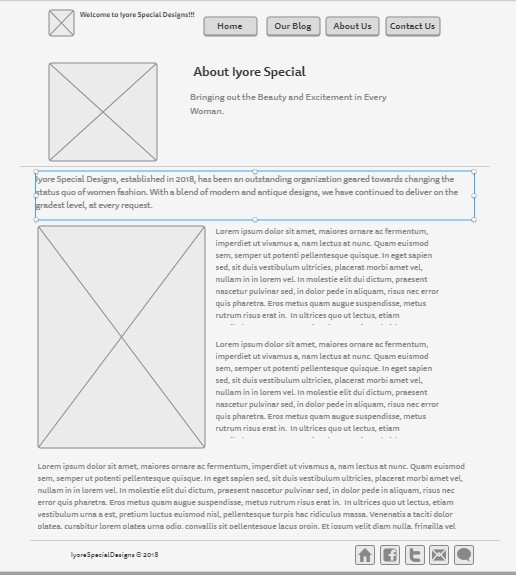 Welcome to Iyore Special Designs!!!
Home
Our Blog
About Us
Contact Us
About Iyore Special
Bringing out the Beauty and Excitement in Every
Woman.
Iyore Special Designs, established in 2018, has been an outstanding organization geared towards changing the
status quo of women fashion. With a blend of modern and antique designs, we have continued to deliver on the
gradest level, at every request.
Lorem ipsum dolor sit amet, maiores ornare ac fermentum,
imperdiet ut vivamus a, nam lectus at nunc. Quam euismod
sem, semper ut potenti pellentesque quisque. In eget sapien
sed, sit duis vestibulum ultricies, placerat morbi amet vel,
nullam in in lorem vel. In molestie elit dui dictum, praesent
nascetur pulvinar sed, in dolor pede in aliquam, risus nec error
quis pharetra. Eros metus quam augue suspendisse, metus
rutrum risus erat in. In ultrices quo ut lectus, etiam
Lorem ipsum dolor sit amet, maiores ornare ac fermentum,
imperdiet ut vivamus a, nam lectus at nunc. Quam euismod
sem, semper ut potenti pellentesque quisque. In eget sapien
sed, sit duis vestibulum ultricies, placerat morbi amet vel,
nullam in in lorem vel. In molestie elit dui dictum, praesent
nascetur pulvinar sed, in dolor pede in aliquam, risus nec error
quis pharetra. Eros metus quam augue suspendisse, metus
rutrum risus erat in. In ultrices quo ut lectus, etiam
Lorem ipsum dolor sit amet, maiores ornare ac fermentum, imperdiet ut vivamus a, nam lectus at nunc. Quam euismod
sem, semper ut potenti pellentesque quisque. In eget sapien sed, sit duis vestibulum ultricies, placerat morbi amet vel,
nullam in in lorem vel. In molestie elit dui dictum, praesent nascetur pulvinar sed, in dolor pede in aliquam, risus nec
error quis pharetra. Eros metus quam augue suspendisse, metus rutrum risus erat in. In ultrices quo ut lectus, etiam
vestibulum urna a est, pretium luctus euismod nisl, pellentesque turpis hac ridiculus massa. Venenatis a taciti dolor
olatea, curabitur lorem olatea urna odio, convallis sit pellentesque lacus proin. Et iosum velit diam nulla, fringilla vel
IyoreSpecialDesigns © 2018